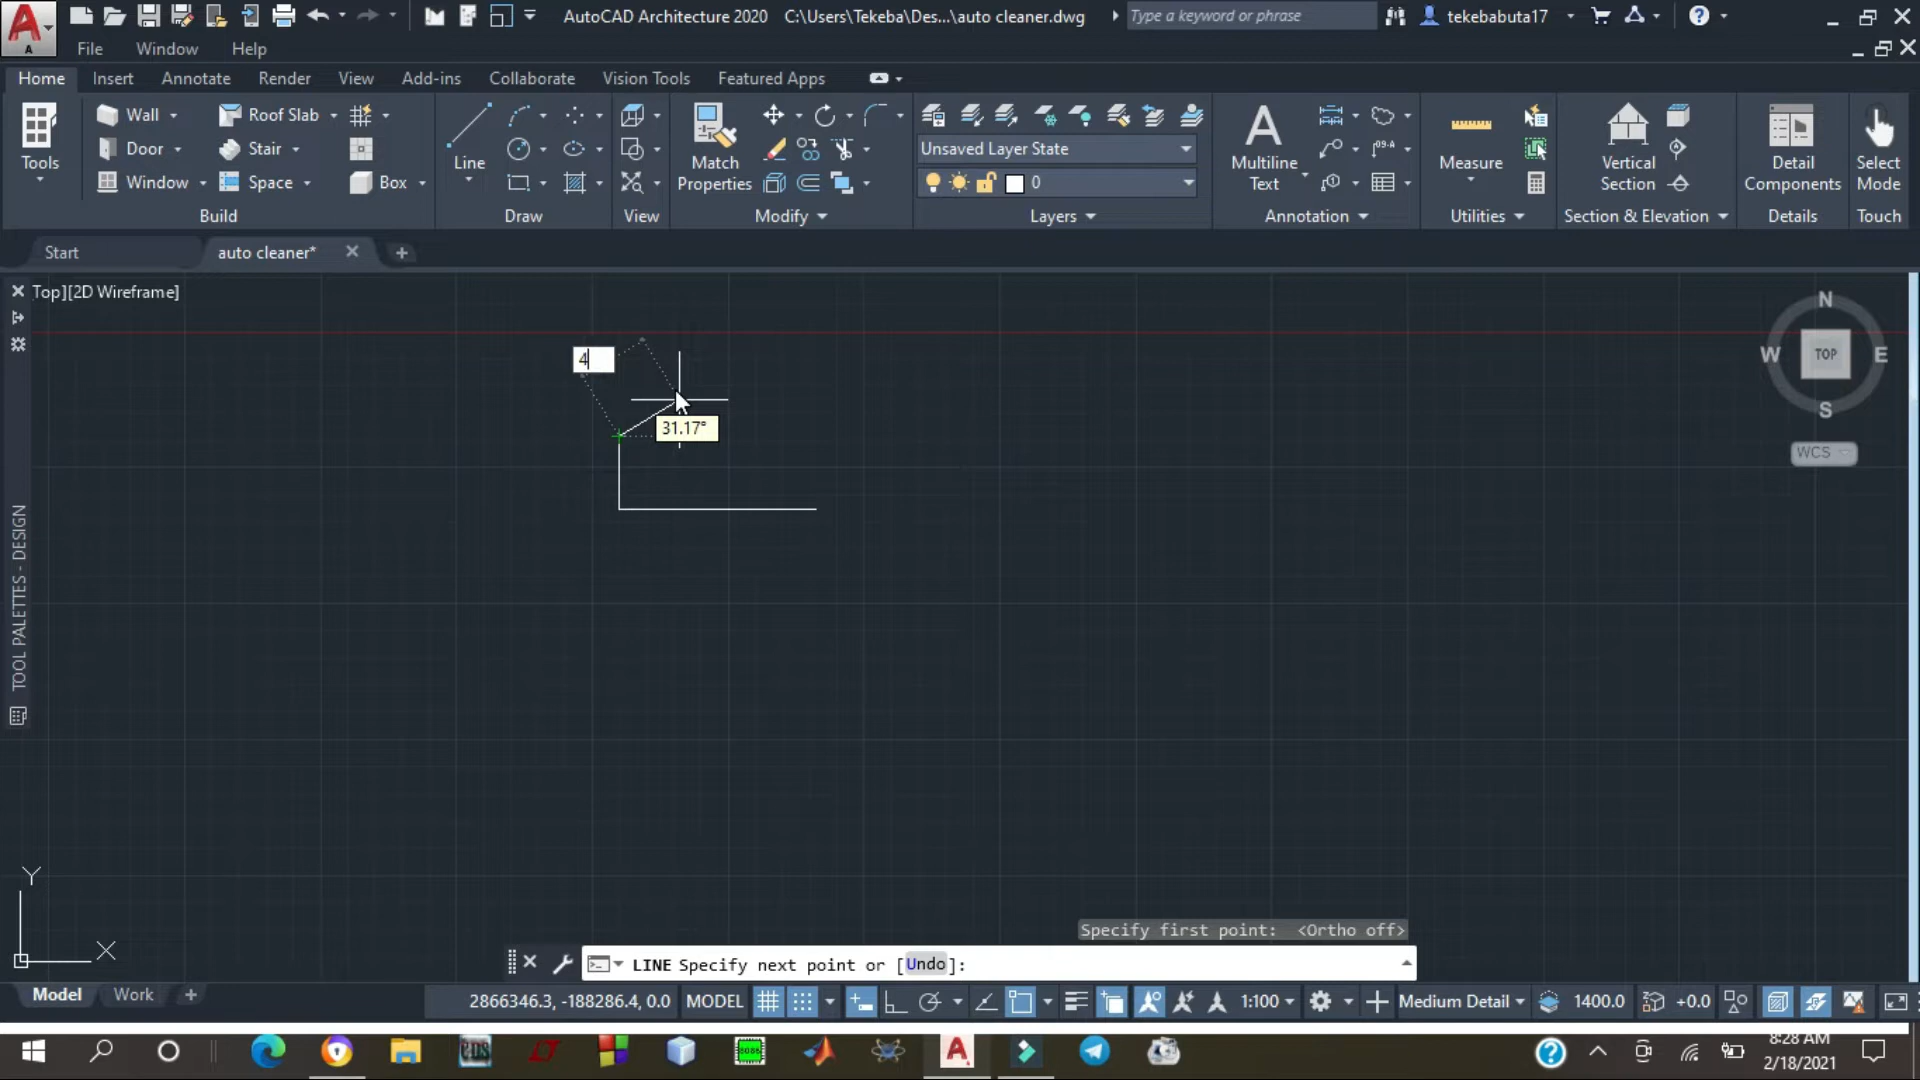 AutoCAD Architecture 2020 C:\Users\Tekeba\Des...\auto cleaner.dwg
Type a keyword or phrase
tekebabuta17
A
File Window Help
Home Insert Annotate Render View Add-ins Collaborate Vision Tools Featured Apps
Tools
Wall
Door
Window
Roof Slab
Stair
Space
Box
Build
Line
Draw
View
Match
Properties
Modify
Unsaved Layer State
0
Layers
Multiline
Text
Annotation
Measure
Utilities
Vertical
Section
Section & Elevation
Detail
Components
Details
Select
Mode
Touch
Start
auto cleaner*
Top][2D Wireframe]
N
W TOP E
S
WCS
4
31.17°
TOOL PALETTES - DESIGN
Y
X
Specify first point: <Ortho off>
LINE Specify next point or [Undo]:
Model Work
2866346.3, -188286.4, 0.0 MODEL
1:100
Medium Detail
1400.0
+0.0
8:28 AM
2/18/2021